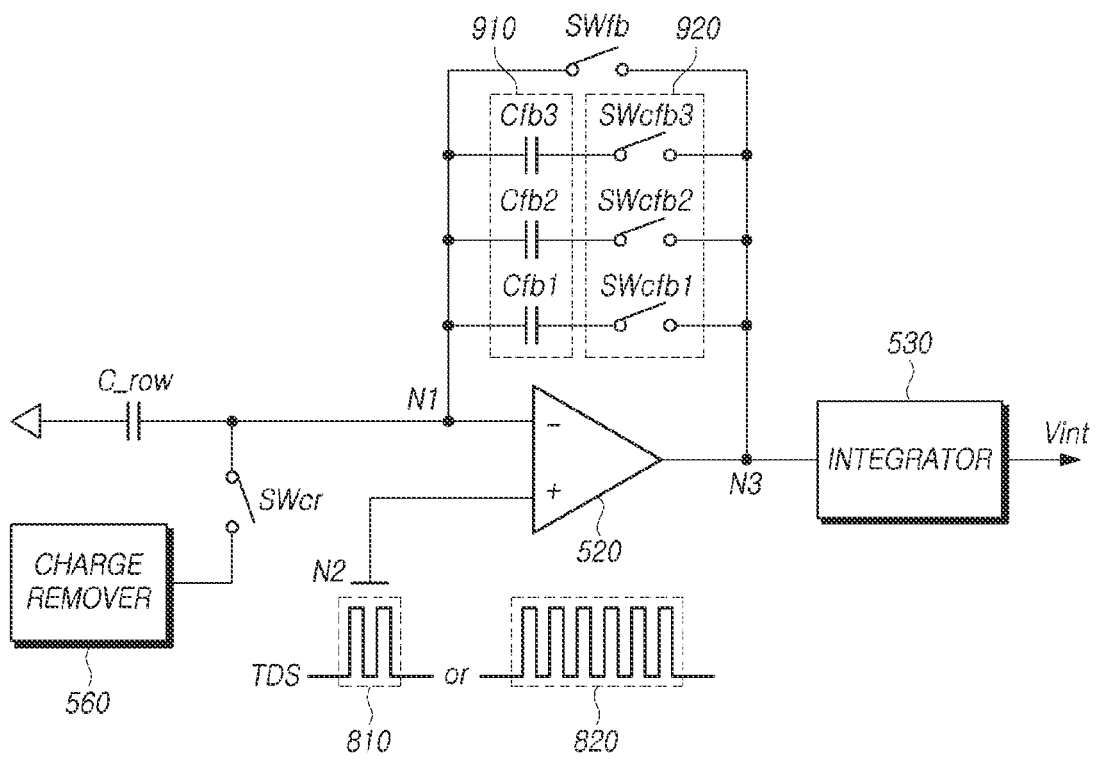 910
SWfb
920
Cfb3
SWcfb3
Cfb2
SWcfb2
Cfb1
SWcfb1
C_row
N1
−
+
520
N3
530
INTEGRATOR
Vint
SWcr
CHARGE
REMOVER
560
N2
TDS
or
810
820